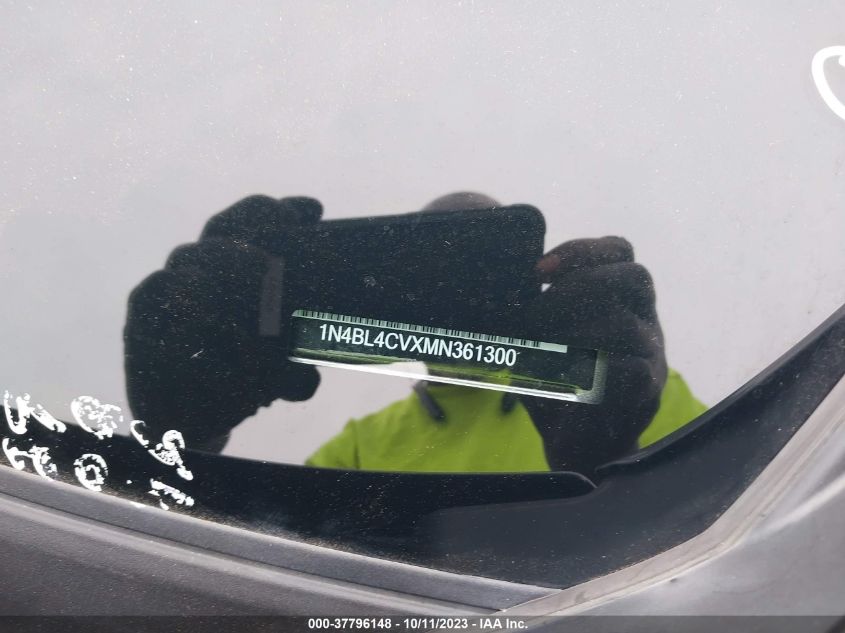 1N4BL4CVXMN361300
000-37796148 - 10/11/2023 - IAA Inc.